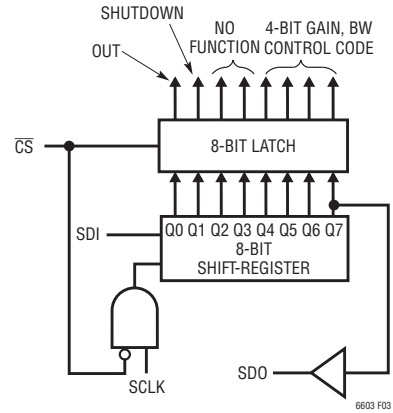 SHUTDOWN
NO
FUNCTION
4-BIT GAIN, BW
CONTROL CODE
OUT
CS
8-BIT LATCH
Q0 Q1 Q2 Q3 Q4 Q5 Q6 Q7
SDI
8-BIT
SHIFT-REGISTER
SCLK
SDO
6603 F03